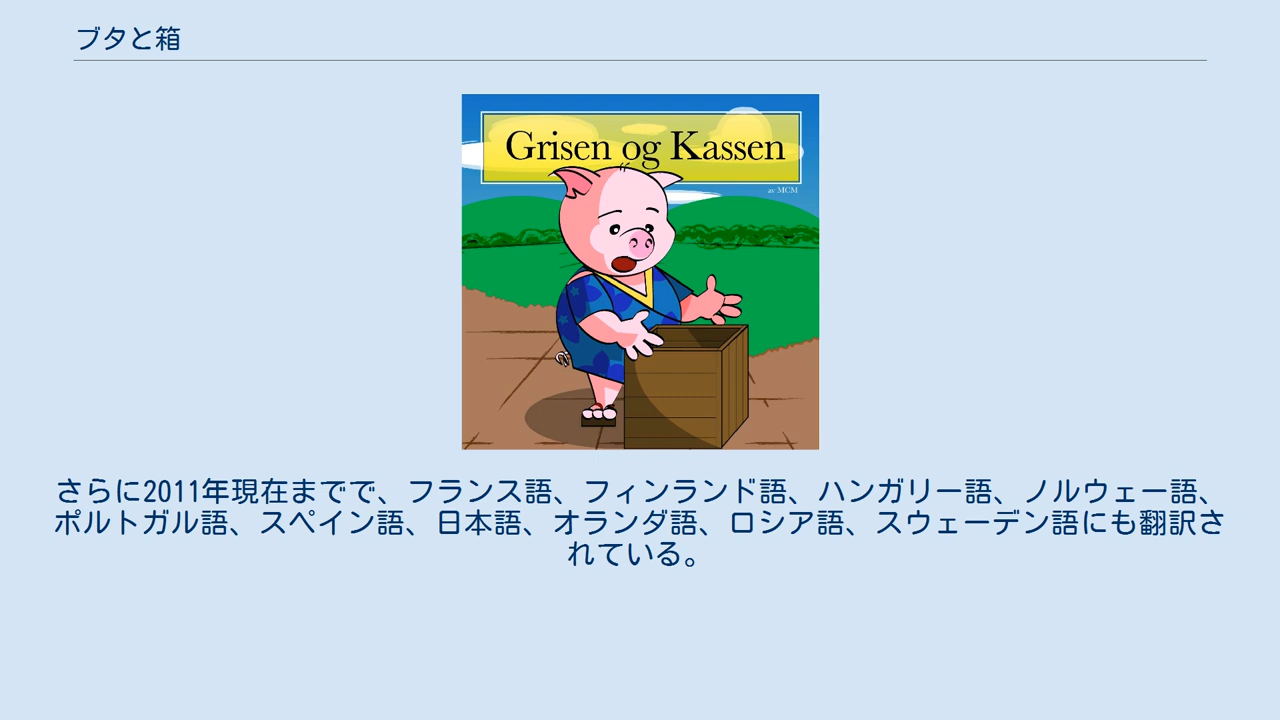 ブタと箱
Grisen og Kassen
av MCM
さらに2011年現在までで、フランス語、フィンランド語、ハンガリー語、ノルウェー語、
ポルトガル語、スペイン語、日本語、オランダ語、ロシア語、スウェーデン語にも翻訳さ
れている。